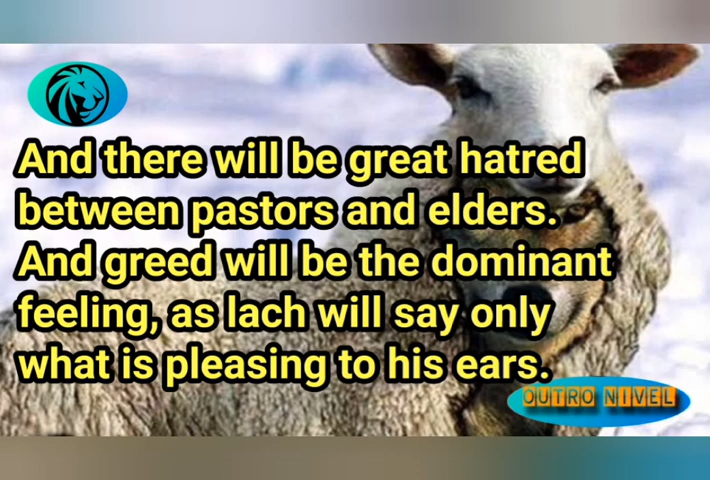 And there will be great hatred
between pastors and elders.
And greed will be the dominant
feeling, as lach will say only
what is pleasing to his ears.
OUTRO NIVEL